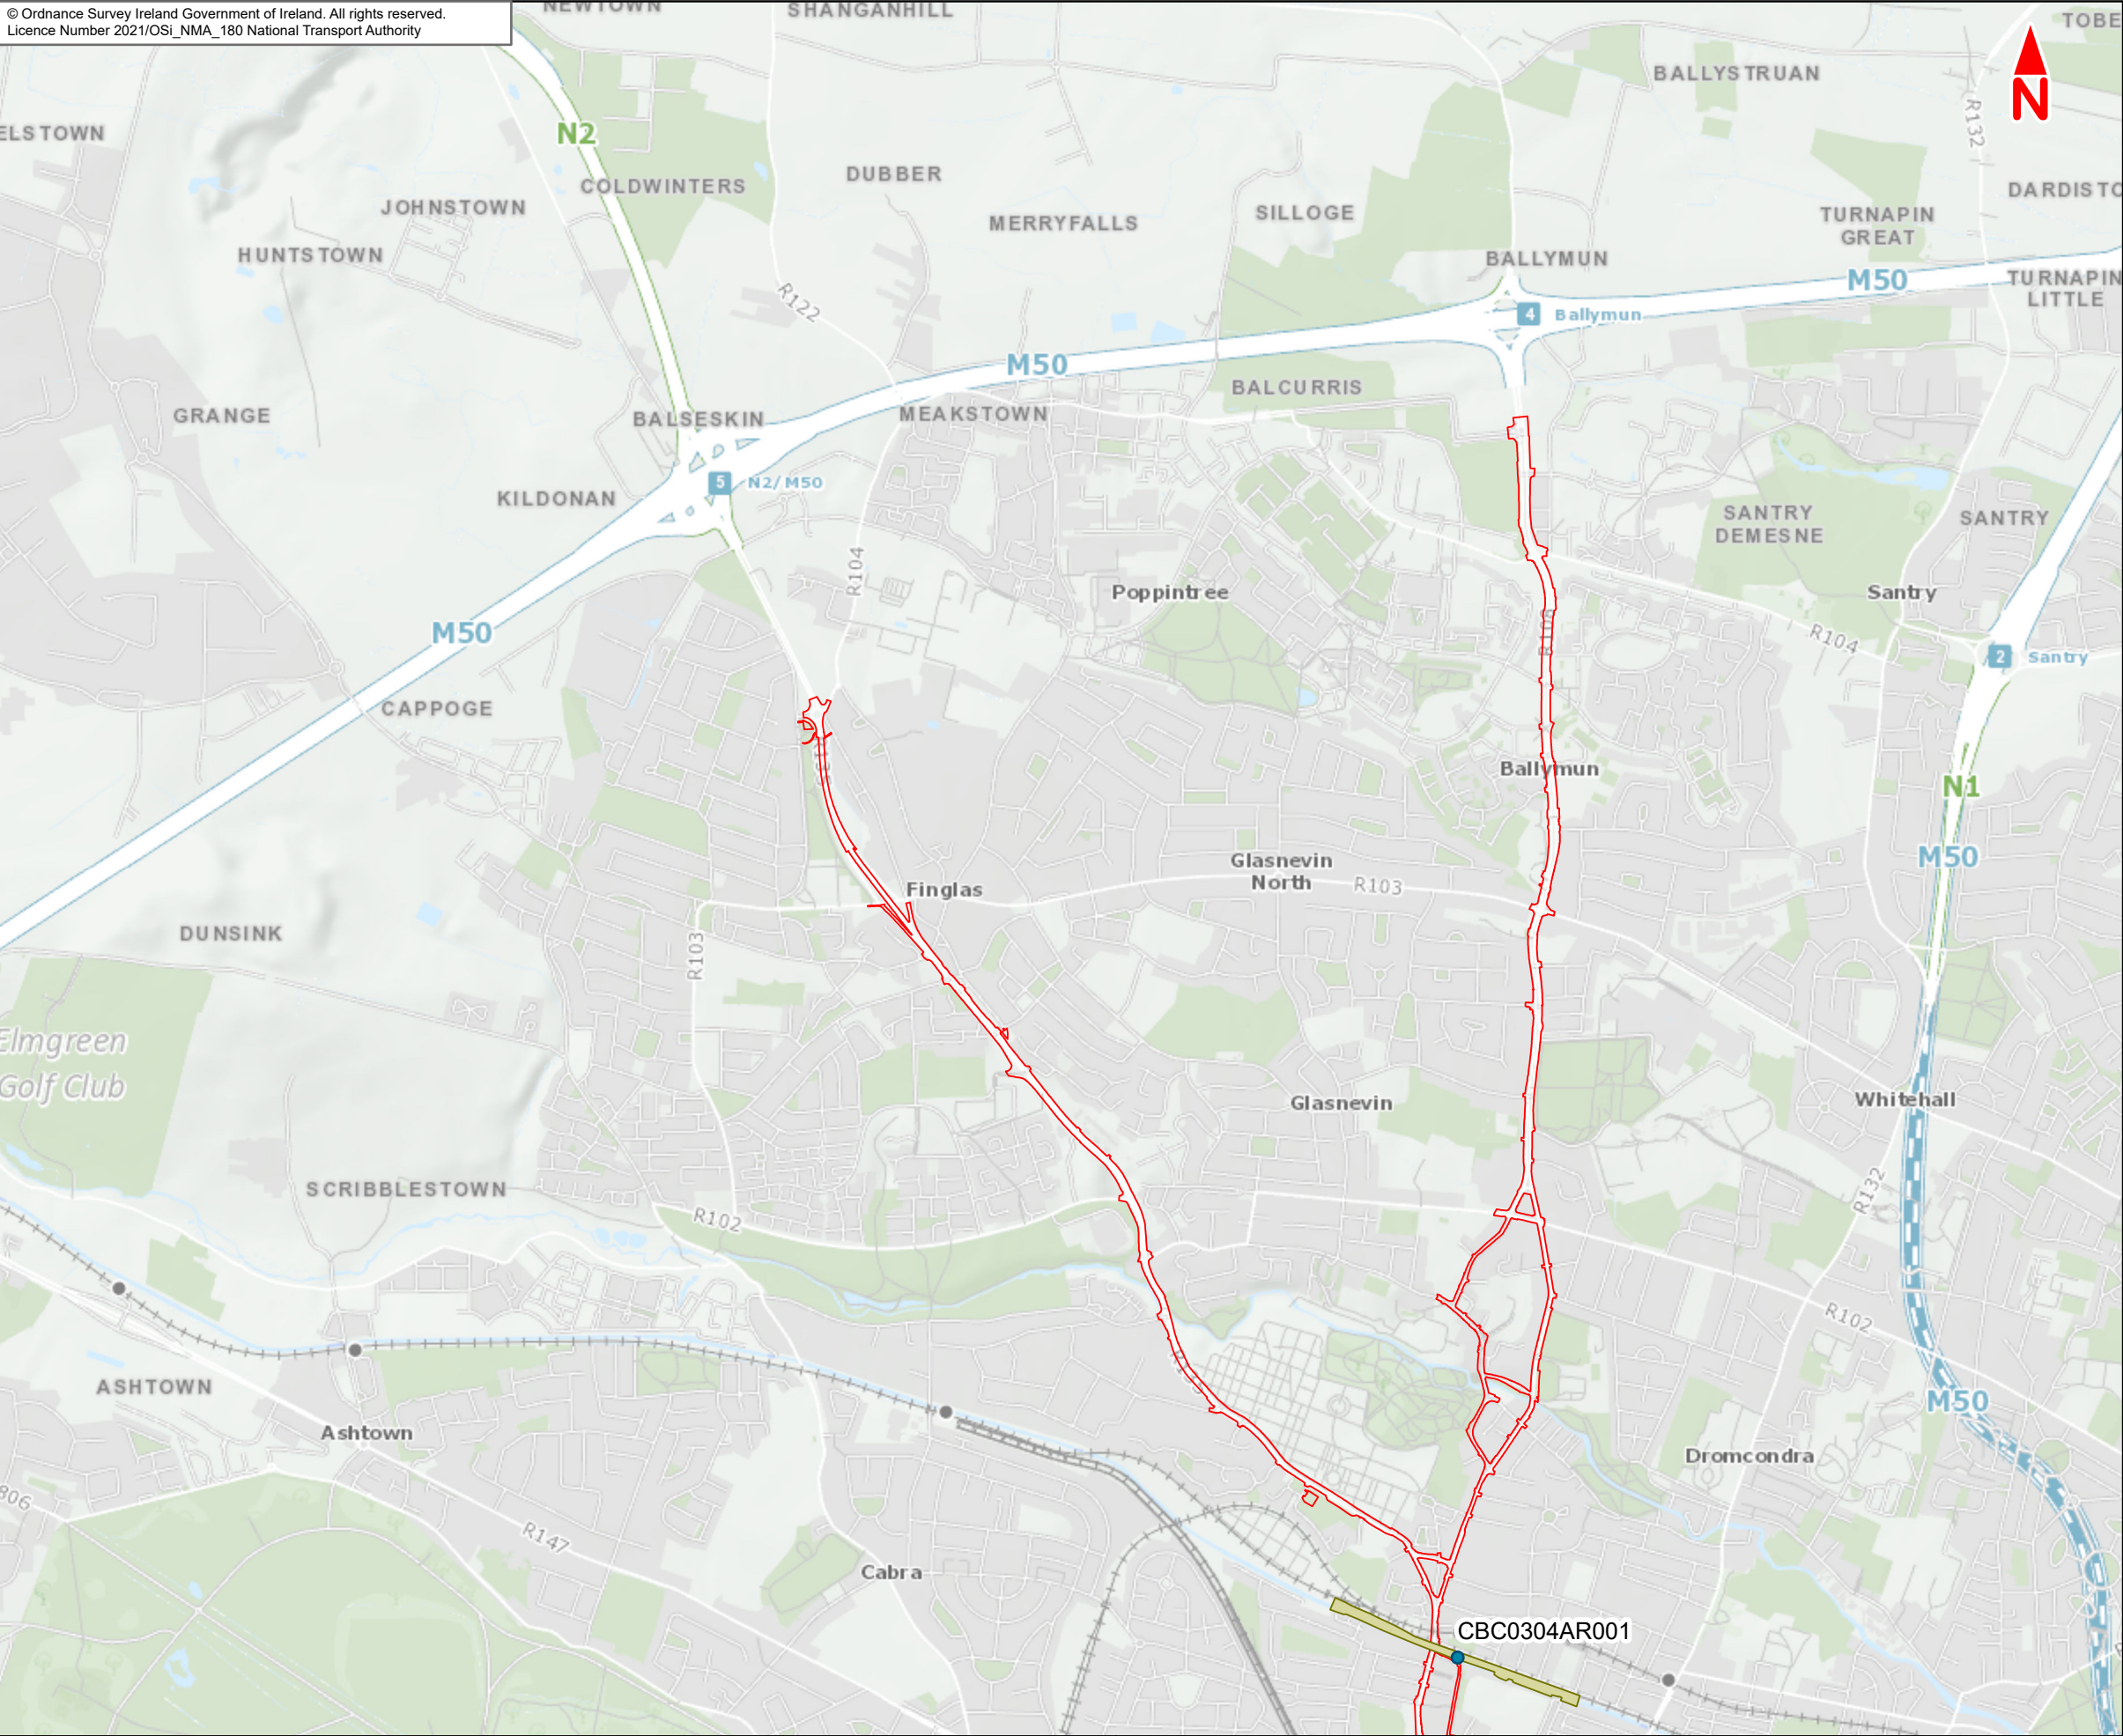 © Ordnance Survey Ireland Government of Ireland. All rights reserved.
Licence Number 2021/OSi_NMA_180 National Transport Authority
NEWTOWN
SHANGANHILL
TOBE
N
BALLYSTRUAN
R132
ELSTOWN
N2
COLDWINTERS
DUBBER
JOHNSTOWN
HUNTSTOWN
MERRYFALLS
SILLOGE
TURNAPIN
GREAT
DARDISTO
BALLYMUN
M50
TURNAPIN
LITTLE
R122
4 Ballymun
M50
BALCURRIS
GRANGE
BALSESKIN
MEAKSTOWN
5 N2/M50
KILDONAN
SANTRY
DEMESNE
SANTRY
R104
Poppintree
Santry
R108
R104
M50
2 Santry
CAPPOGE
Ballymun
N1
M50
Glasnevin
North
R103
Finglas
DUNSINK
R103
Elmgreen
Golf Club
Glasnevin
Whitehall
SCRIBBLESTOWN
R102
R132
R102
ASHTOWN
M50
Ashtown
Dromcondra
806
R147
Cabra
CBC0304AR001